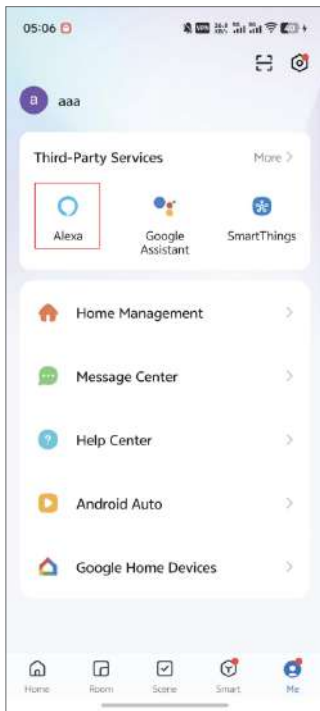 05:06
a
aaa
Third-Party Services
More
Alexa
Google
Assistant
SmartThings
Home Management
Message Center
Help Center
Android Auto
Google Home Devices
Home
Room
Scene
Smart
Me